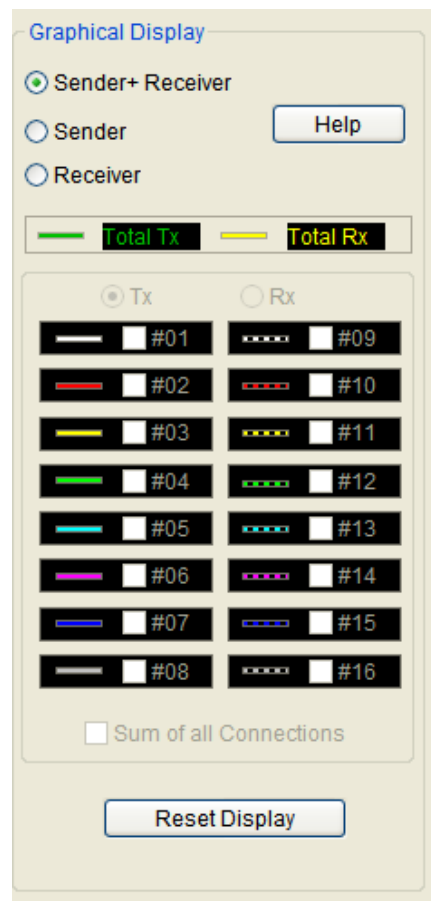 Graphical Display
Sender+ Receiver
Sender
Help
Receiver
Total Tx Total Rx
Tx Rx
#01 #09
#02 #10
#03 #11
#04 #12
#05 #13
#06 #14
#07 #15
#08 #16
Sum of all Connections
Reset Display